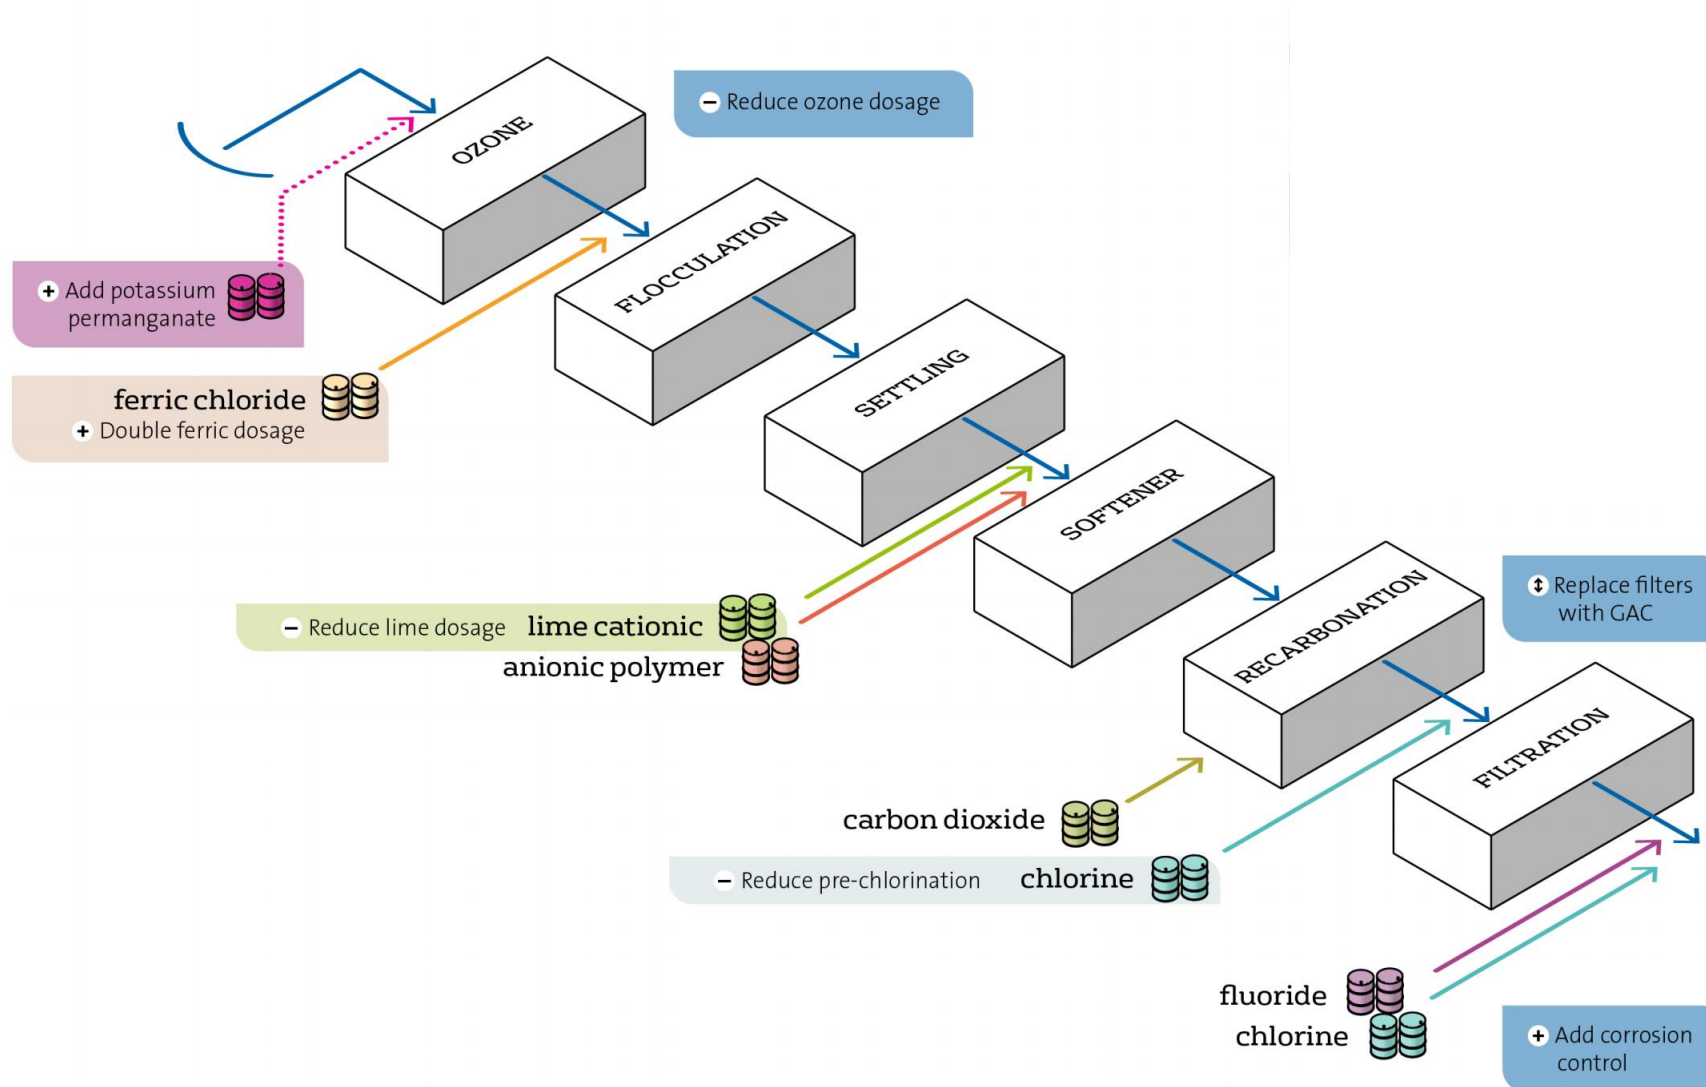 OZONE
− Reduce ozone dosage
+ Add potassium
permanganate
FLOCCULATION
ferric chloride
+ Double ferric dosage
SETTLING
SOFTENER
− Reduce lime dosage lime cationic
anionic polymer
RECARBONATION
↕ Replace filters
with GAC
FILTRATION
carbon dioxide
− Reduce pre-chlorination chlorine
fluoride
chlorine
+ Add corrosion
control